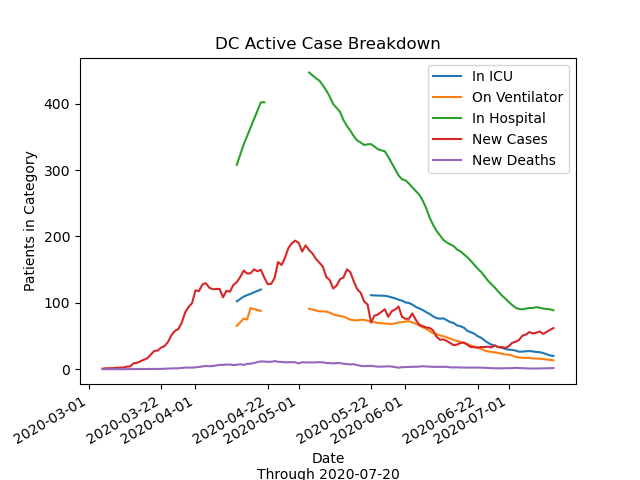 DC Active Case Breakdown
In ICU
On Ventilator
In Hospital
New Cases
New Deaths
Patients in Category
400
300
200
100
0
2020-03-01
2020-03-22
2020-04-01
2020-04-22
2020-05-01
2020-05-22
2020-06-01
2020-06-22
2020-07-01
Date
Through 2020-07-20